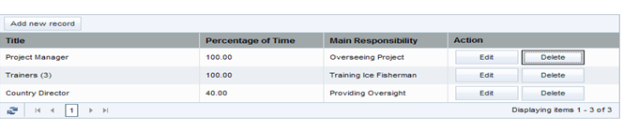 Add new record
Title Percentage of Time Main Responsibility Action
Project Manager 100.00 Overseeing Project Edit Delete
Trainers (3) 100.00 Training Ice Fisherman Edit Delete
Country Director 40.00 Providing Oversight Edit Delete
1 Displaying items 1 - 3 of 3